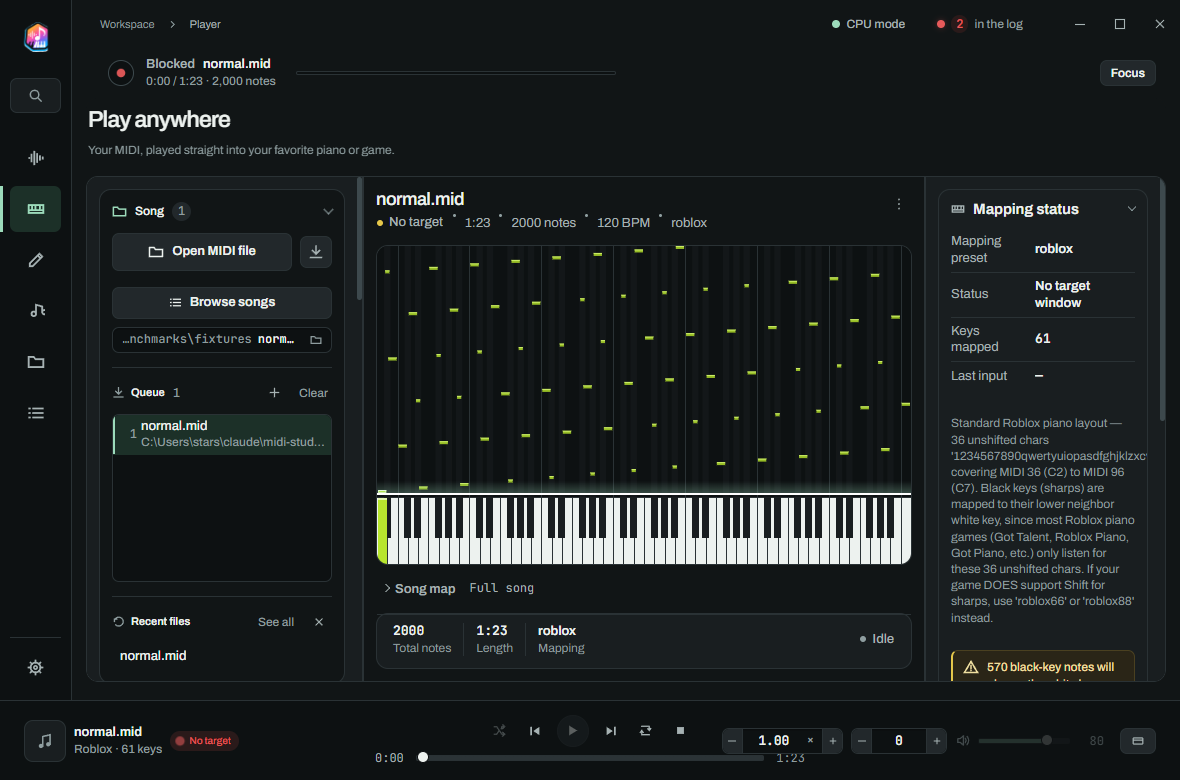 Workspace > Player
CPU mode
2 in the log
Blocked normal.mid
0:00 / 1:23 · 2,000 notes
Focus
Play anywhere
Your MIDI, played straight into your favorite piano or game.
Song 1
Open MIDI file
Browse songs
…nchmarks\fixtures norm…
Queue 1
Clear
1 normal.mid
C:\Users\stars\claude\midi-stud…
Recent files
See all
normal.mid
normal.mid
No target • 1:23 • 2000 notes • 120 BPM • roblox
Song map Full song
2000
Total notes
1:23
Length
roblox
Mapping
Idle
Mapping status
Mapping preset
roblox
Status
No target window
Keys mapped
61
Last input
–
Standard Roblox piano layout —
36 unshifted chars
'1234567890qwertyuiopasdfghjklzxc
covering MIDI 36 (C2) to MIDI 96
(C7). Black keys (sharps) are
mapped to their lower neighbor
white key, since most Roblox piano
games (Got Talent, Roblox Piano,
Got Piano, etc.) only listen for
these 36 unshifted chars. If your
game DOES support Shift for
sharps, use 'roblox66' or 'roblox88'
instead.
570 black-key notes will
normal.mid
Roblox · 61 keys
No target
0:00
1:23
− 1.00 × +
− 0 +
80